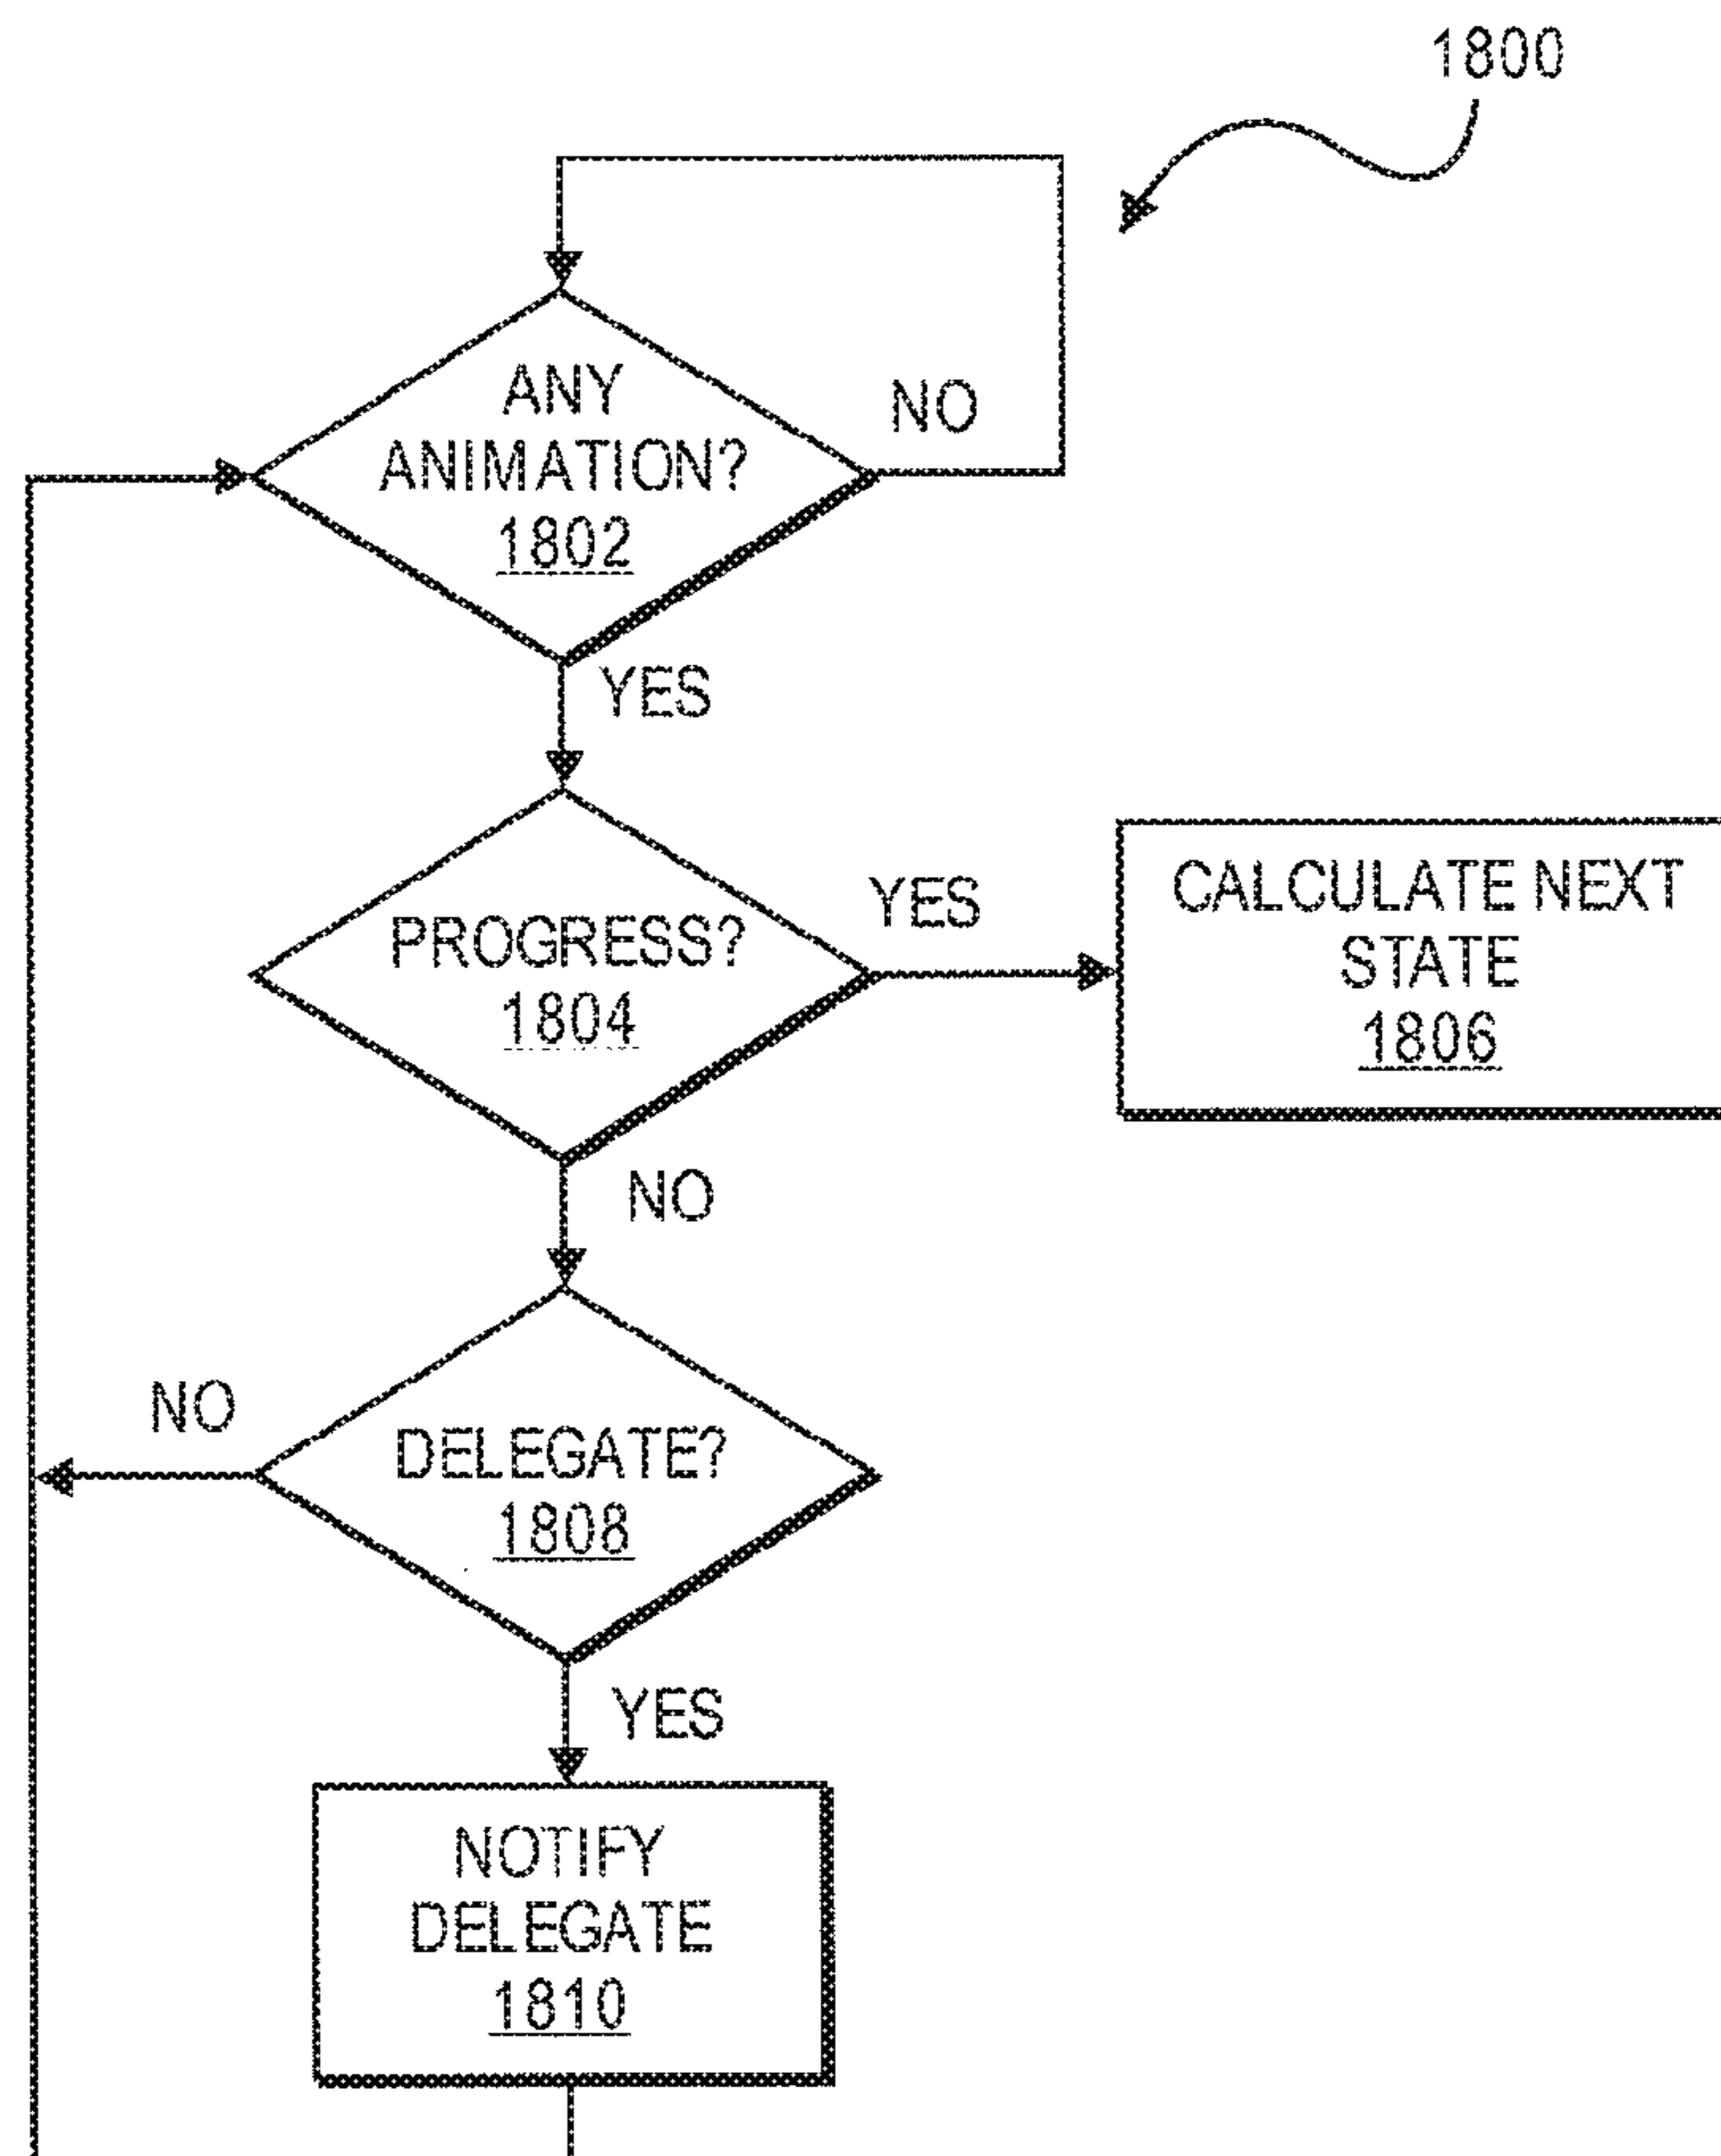 1800
ANY
ANIMATION?
1802
NO
YES
PROGRESS?
1804
YES
CALCULATE NEXT
STATE
1806
NO
DELEGATE?
1808
NO
YES
NOTIFY
DELEGATE
1810